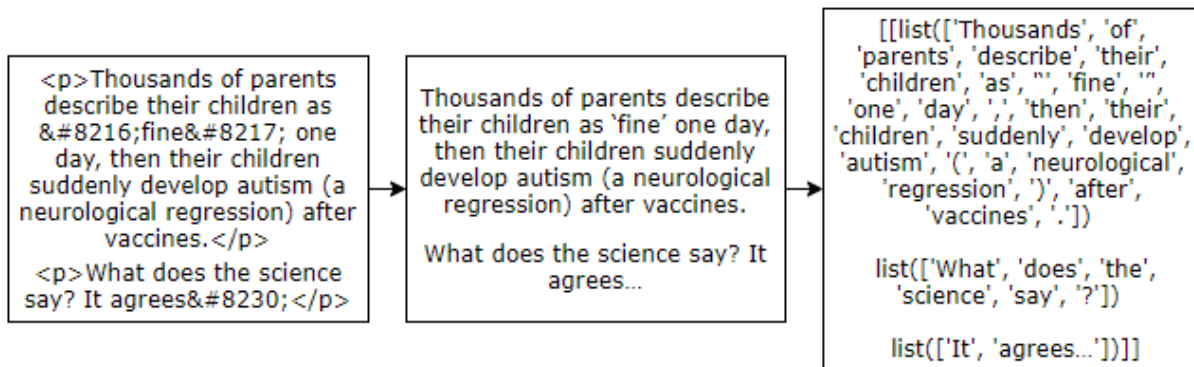 <p>Thousands of parents
describe their children as
&#8216;fine&#8217; one
day, then their children
suddenly develop autism (a
neurological regression) after
vaccines.</p>
<p>What does the science
say? It agrees&#8230;</p>
Thousands of parents describe
their children as ‘fine’ one day,
then their children suddenly
develop autism (a neurological
regression) after vaccines.
What does the science say? It
agrees…
[[list(['Thousands', 'of',
'parents', 'describe', 'their',
'children', 'as', '‘', 'fine', '’',
'one', 'day', ',', 'then', 'their',
'children', 'suddenly', 'develop',
'autism', '(', 'a', 'neurological',
'regression', ')', 'after',
'vaccines', '.'])
list(['What', 'does', 'the',
'science', 'say', '?'])
list(['It', 'agrees…'])]]